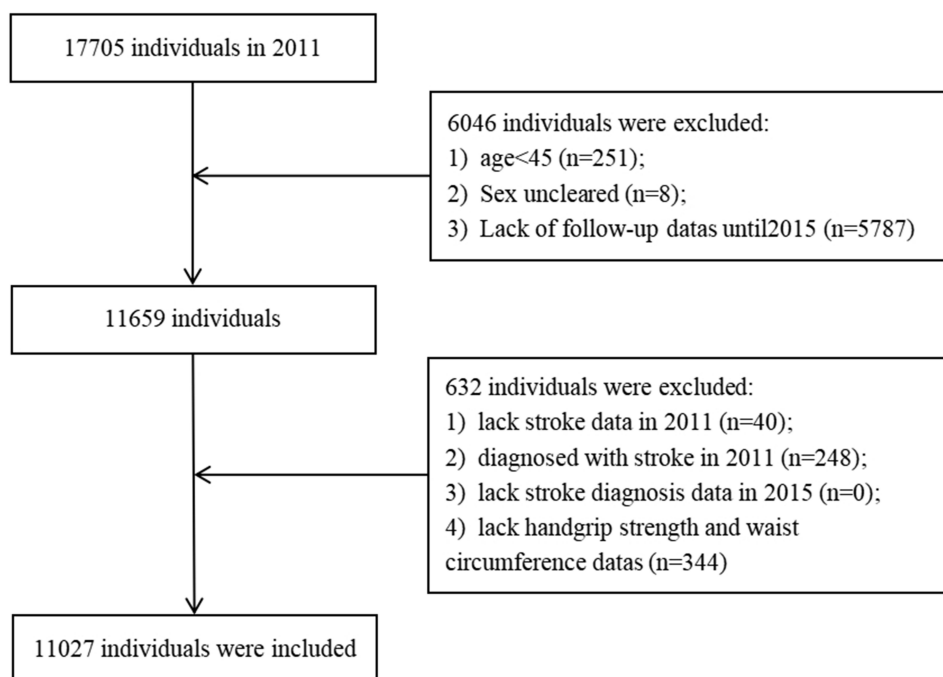 17705 individuals in 2011
6046 individuals were excluded:
1) age<45 (n=251);
2) Sex uncleared (n=8);
3) Lack of follow-up datas until2015 (n=5787)
11659 individuals
632 individuals were excluded:
1) lack stroke data in 2011 (n=40);
2) diagnosed with stroke in 2011 (n=248);
3) lack stroke diagnosis data in 2015 (n=0);
4) lack handgrip strength and waist
circumference datas (n=344)
11027 individuals were included